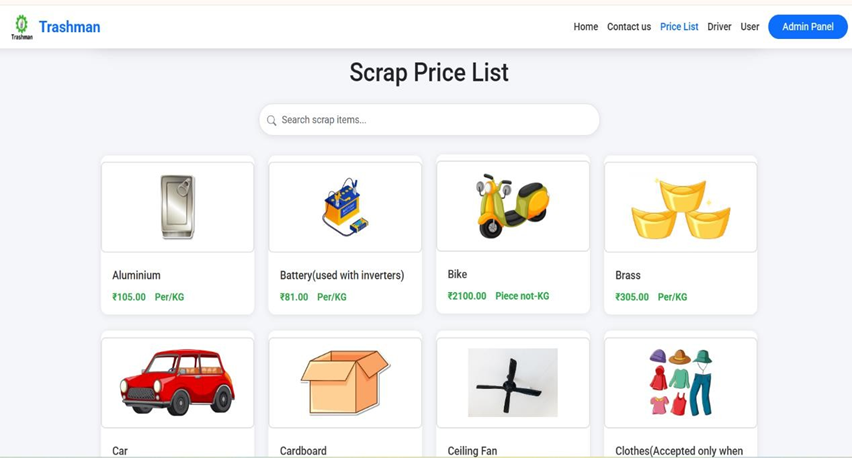 Trashman
Trashman
Home Contact us Price List Driver User Admin Panel
Scrap Price List
Search scrap items...
Aluminium
₹105.00 Per/KG
Battery(used with inverters)
₹81.00 Per/KG
Bike
₹2100.00 Piece not-KG
Brass
₹305.00 Per/KG
Car
Cardboard
Ceiling Fan
Clothes(Accepted only when